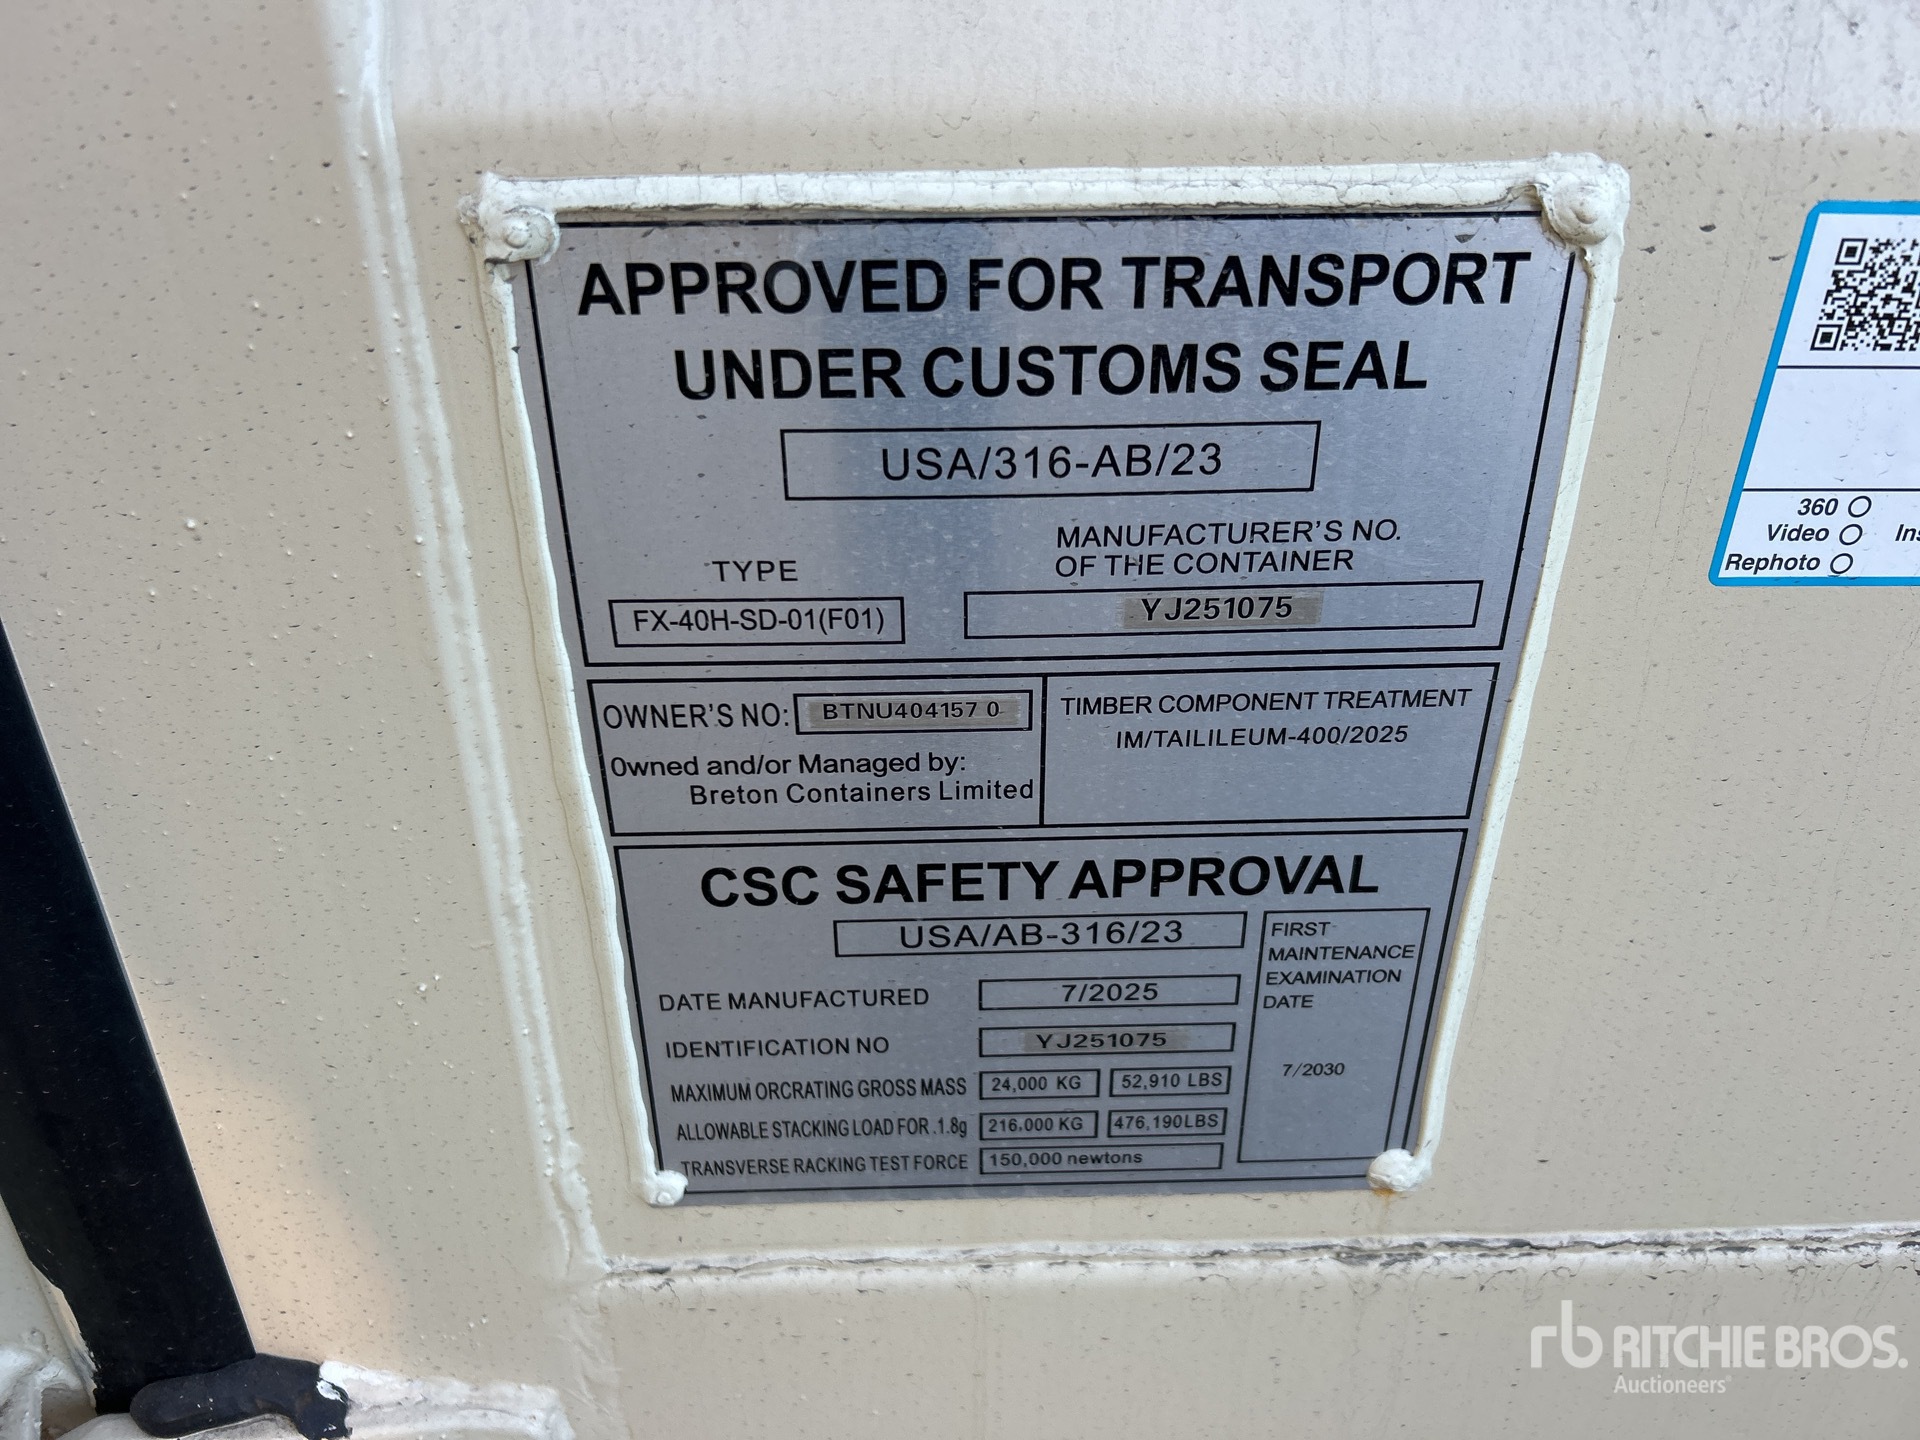 APPROVED FOR TRANSPORT
UNDER CUSTOMS SEAL
USA/316-AB/23
TYPE
FX-40H-SD-01(F01)
MANUFACTURER'S NO.
OF THE CONTAINER
YJ251075
OWNER'S NO: BTNU404157 0
Owned and/or Managed by:
Breton Containers Limited
TIMBER COMPONENT TREATMENT
IM/TAILILEUM-400/2025
CSC SAFETY APPROVAL
USA/AB-316/23
DATE MANUFACTURED 7/2025
IDENTIFICATION NO YJ251075
MAXIMUM ORCRATING GROSS MASS 24,000 KG 52,910 LBS
ALLOWABLE STACKING LOAD FOR .1.8g 216.000 KG 476,190LBS
TRANSVERSE RACKING TEST FORCE 150,000 newtons
FIRST
MAINTENANCE
EXAMINATION
DATE
7/2030
360
Video
Rephoto
rb RITCHIE BROS.
Auctioneers